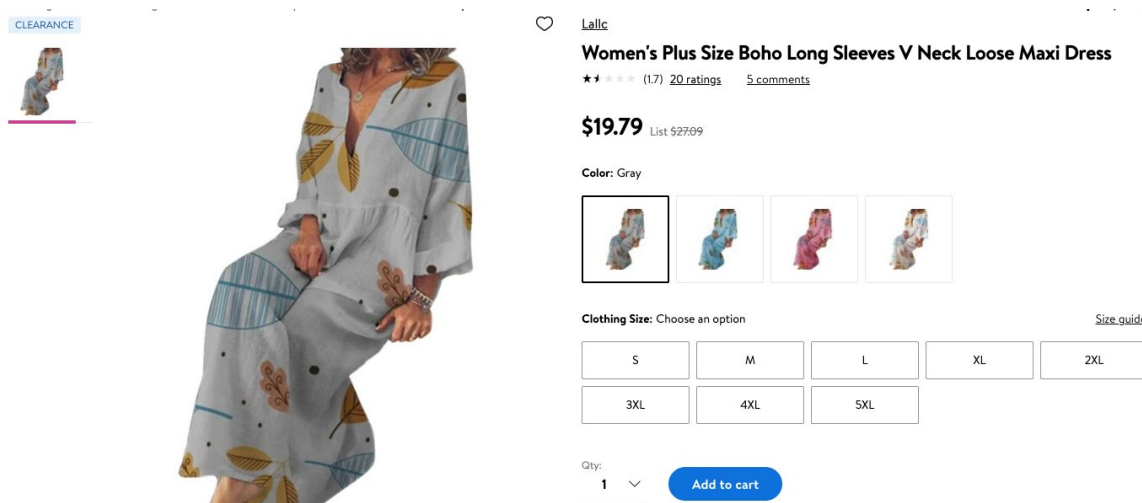 CLEARANCE
Lallc
Women's Plus Size Boho Long Sleeves V Neck Loose Maxi Dress
(1.7) 20 ratings 5 comments
$19.79 List $27.09
Color: Gray
Clothing Size: Choose an option
S M L XL 2XL
3XL 4XL 5XL
Qty:
1 Add to cart